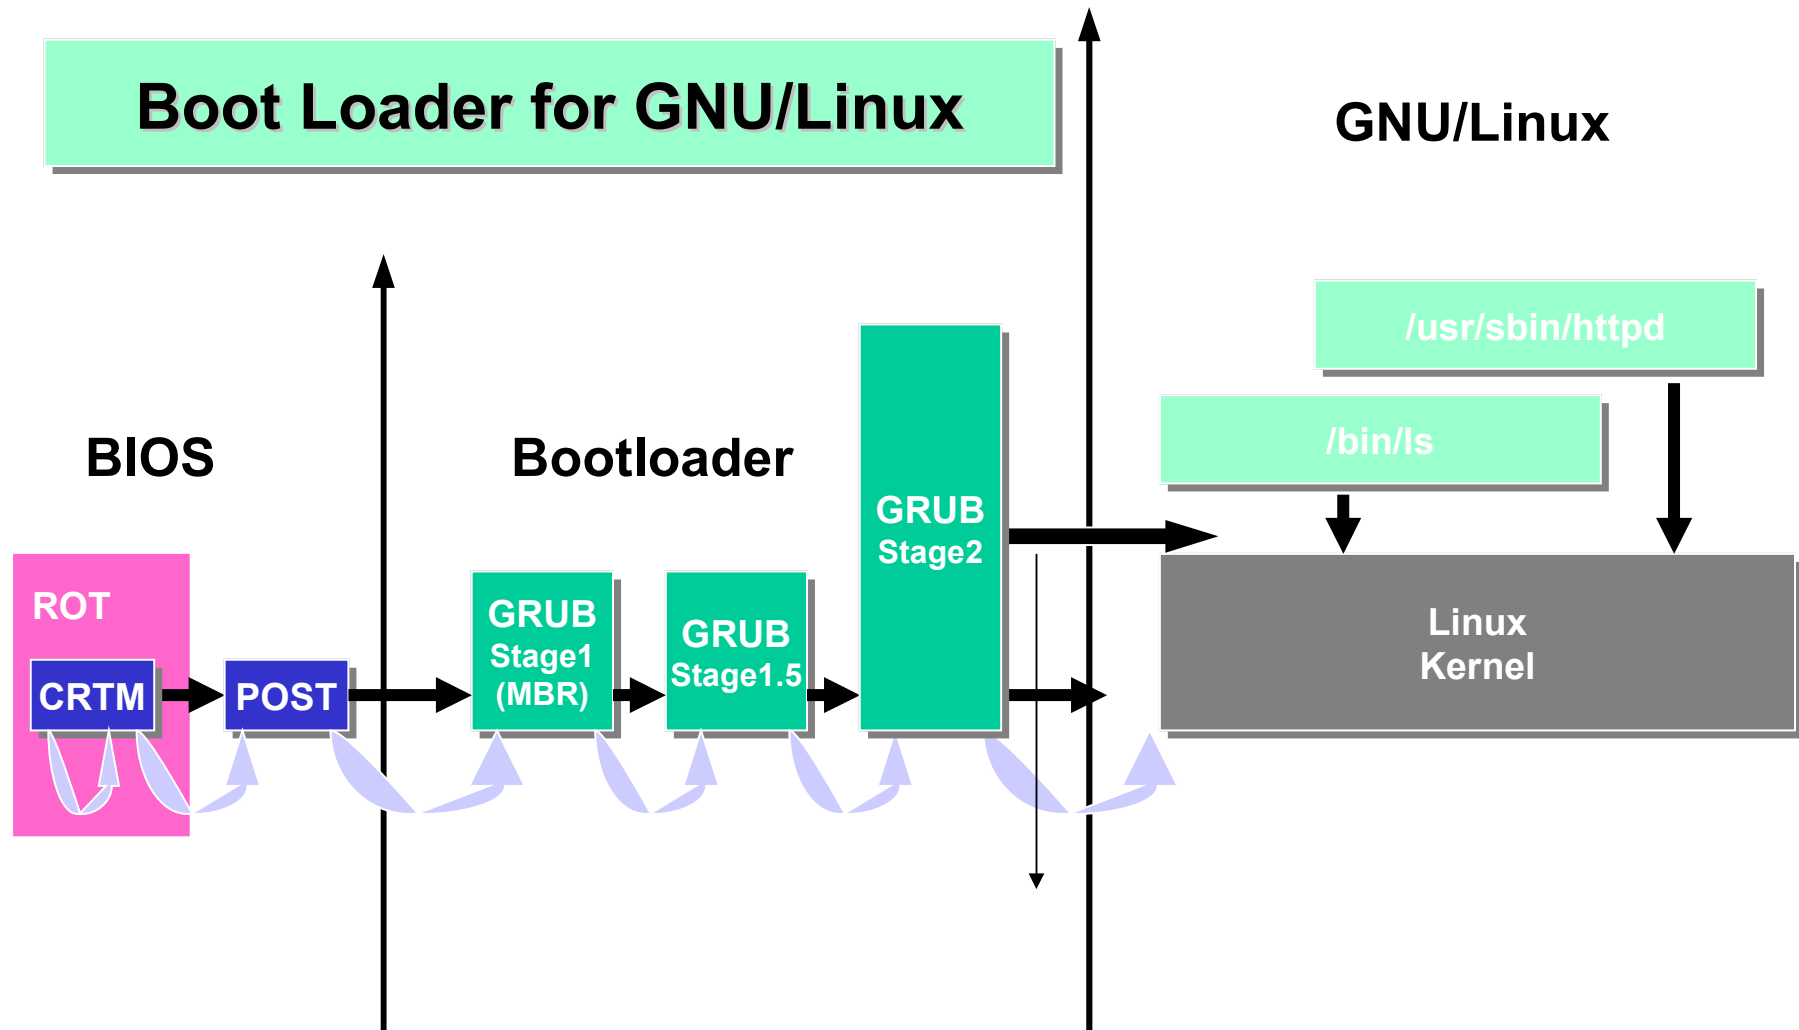 Boot Loader for GNU/Linux
GNU/Linux
/usr/sbin/httpd
/bin/ls
BIOS
Bootloader
GRUB
Stage2
ROT
CRTM
POST
GRUB
Stage1
(MBR)
GRUB
Stage1.5
Linux
Kernel